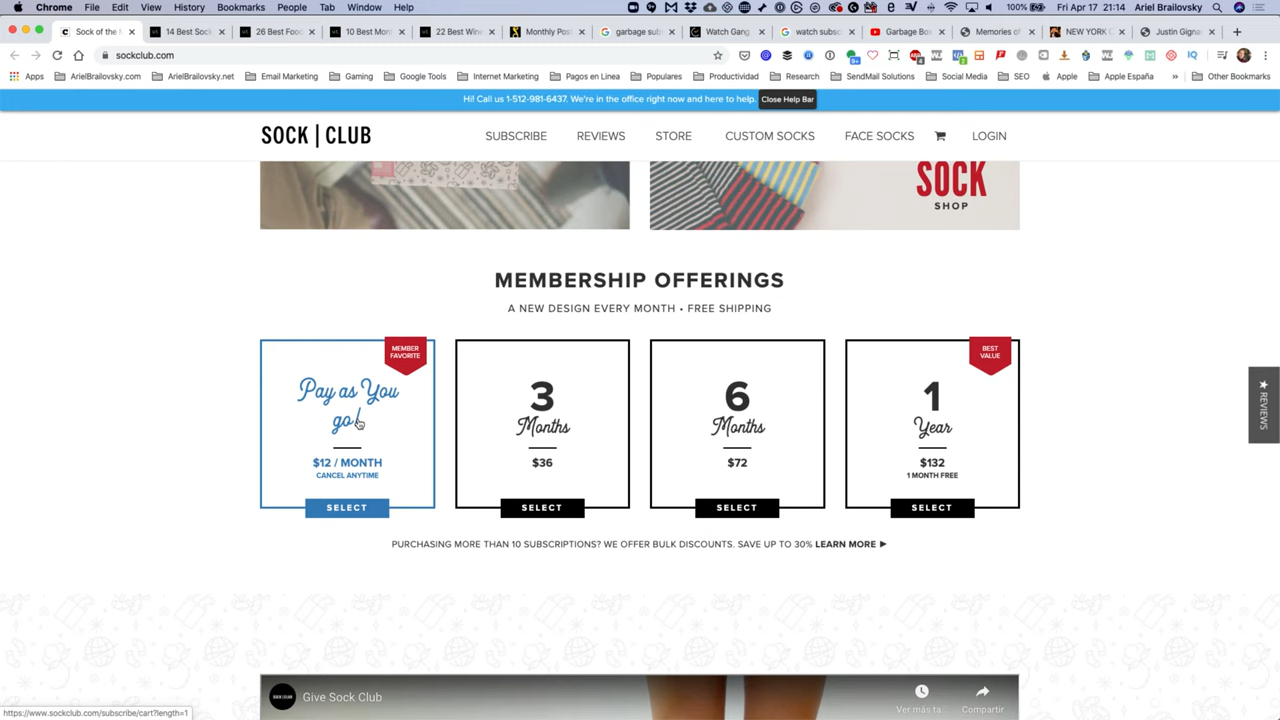 Chrome File Edit View History Bookmarks People Tab Window Help
100% Fri Apr 17 21:14 Ariel Brailovsky
Sock of the M
14 Best Sock
26 Best Food
10 Best Mon
22 Best Wine
Monthly Post
garbage sub
Watch Gang
watch subsc
Garbage Box
Memories of
NEW YORK C
Justin Gigna
sockclub.com
Apps ArielBrailovsky.com ArielBrailovsky.net Email Marketing Gaming Google Tools Internet Marketing Pagos en Linea Populares Productividad Research SendMail Solutions Social Media SEO Apple Apple España » Other Bookmarks
Hi! Call us 1-512-981-6437. We're in the office right now and here to help. Close Help Bar
SOCK | CLUB
SUBSCRIBE REVIEWS STORE CUSTOM SOCKS FACE SOCKS LOGIN
SOCK
SHOP
MEMBERSHIP OFFERINGS
A NEW DESIGN EVERY MONTH • FREE SHIPPING
MEMBER
FAVORITE
Pay as You
go!
$12 / MONTH
CANCEL ANYTIME
SELECT
3
Months
$36
SELECT
6
Months
$72
SELECT
BEST
VALUE
1
Year
$132
1 MONTH FREE
SELECT
★ REVIEWS
PURCHASING MORE THAN 10 SUBSCRIPTIONS? WE OFFER BULK DISCOUNTS. SAVE UP TO 30% LEARN MORE ►
SOCK|CLUB
Give Sock Club
Ver más ta...
Compartir
https://www.sockclub.com/subscribe/cart?length=1